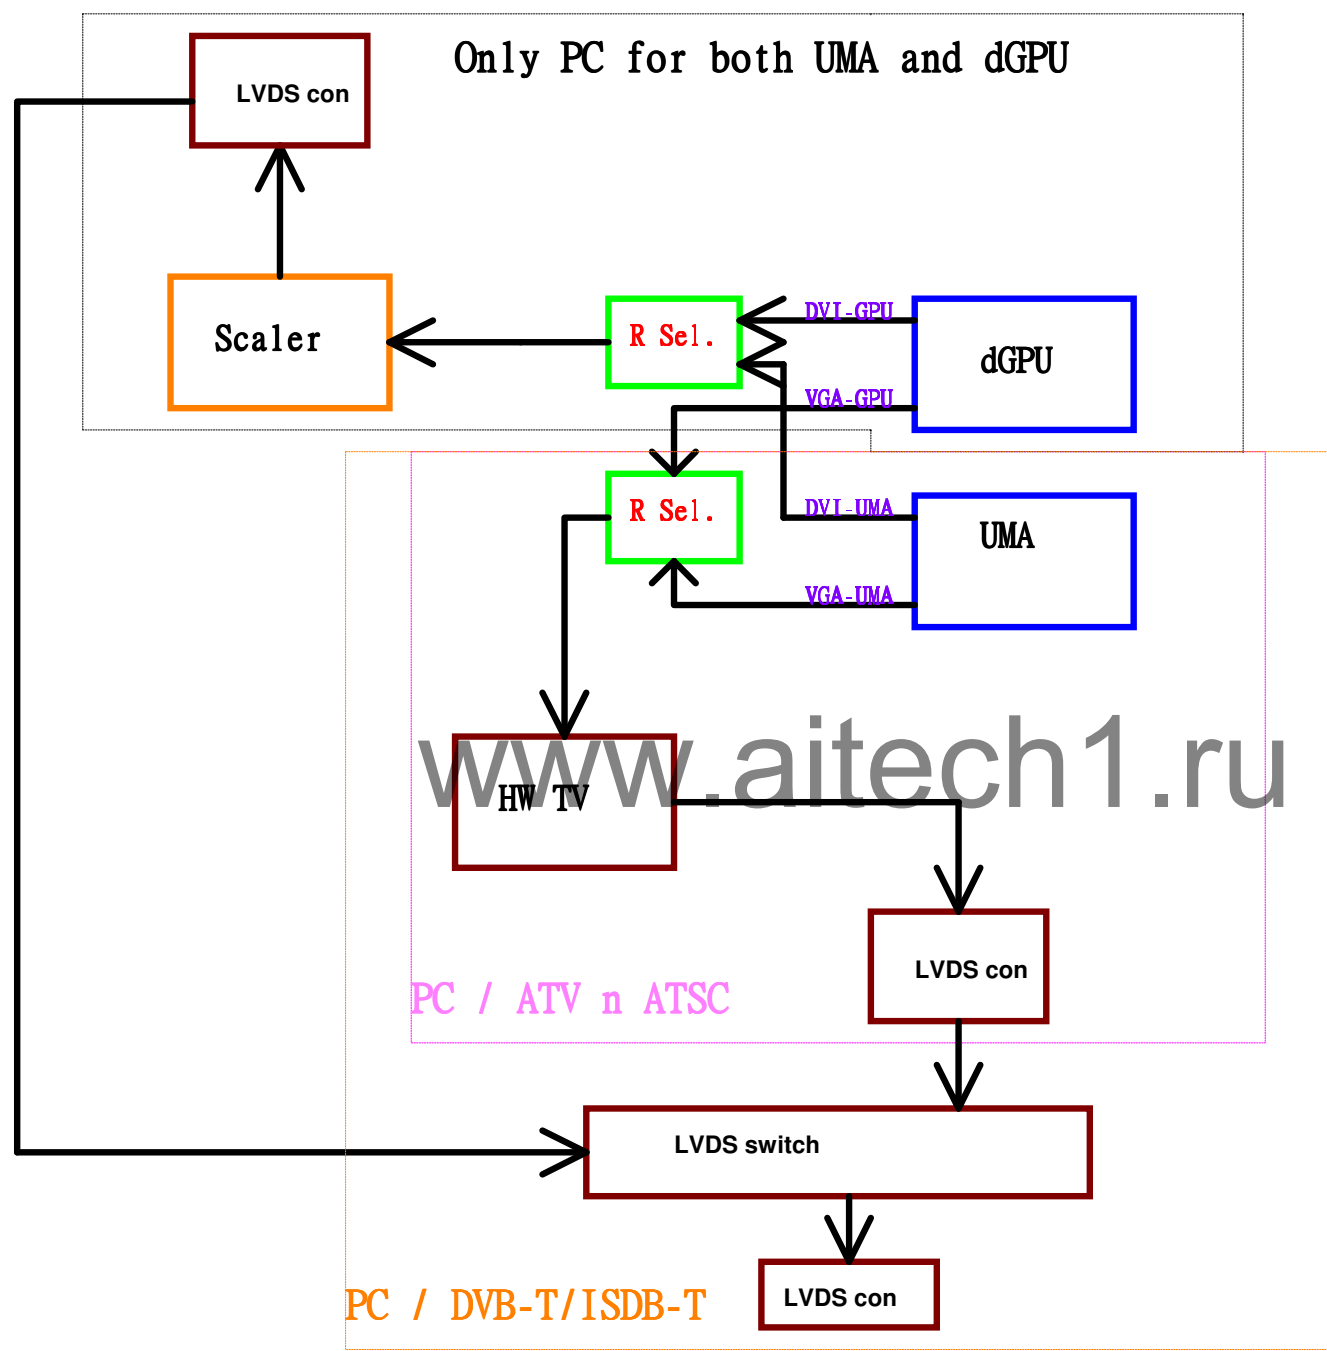 Only PC for both UMA and dGPU
LVDS con
DVI-GPU
R Sel.
Scaler
dGPU
VGA-GPU
DVI-UMA
R Sel.
UMA
VGA-UMA
www.aitech1.ru
HW TV
LVDS con
PC / ATV n ATSC
LVDS switch
LVDS con
PC / DVB-T/ISDB-T